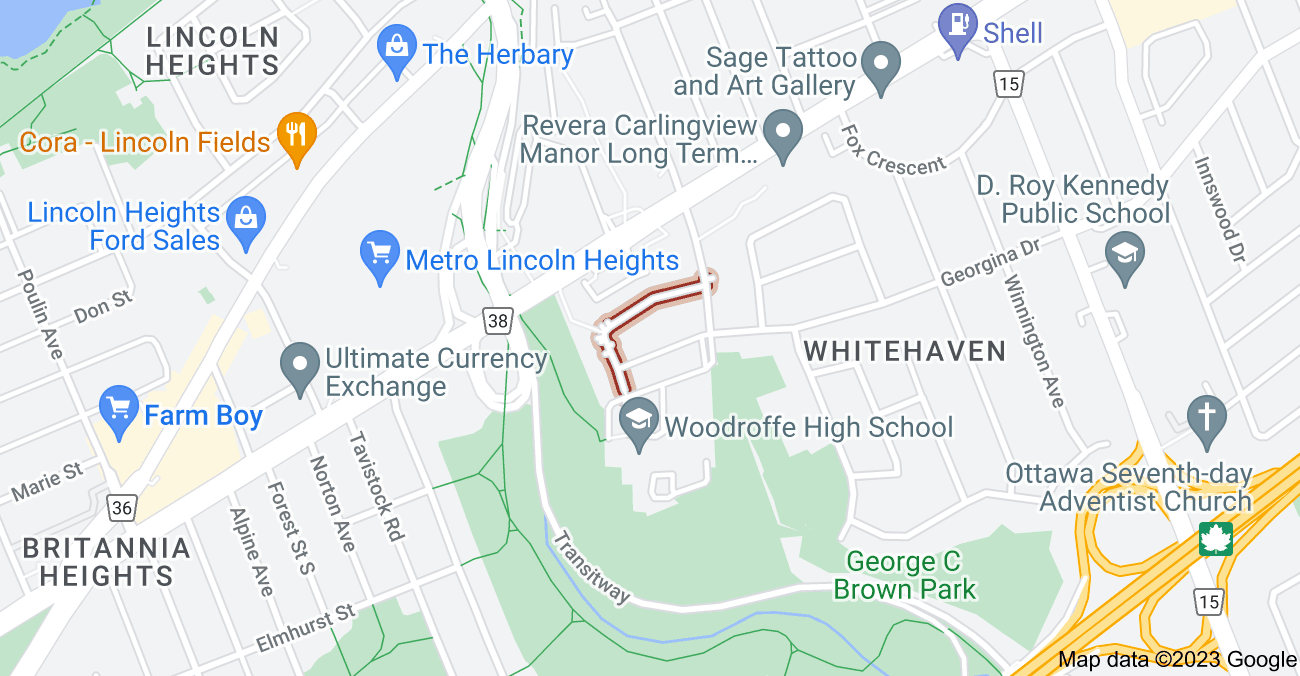 LINCOLN
HEIGHTS
The Herbary
Shell
Sage Tattoo
and Art Gallery
15
Cora - Lincoln Fields
Revera Carlingview
Manor Long Term...
Fox Crescent
Innswood Dr
D. Roy Kennedy
Public School
Lincoln Heights
Ford Sales
Metro Lincoln Heights
Georgina Dr
Poulin Ave
Don St
38
Winnington Ave
WHITEHAVEN
Ultimate Currency
Exchange
Farm Boy
Woodroffe High School
Marie St
Tavistock Rd
Norton Ave
Forest St S
Alpine Ave
36
Ottawa Seventh-day
Adventist Church
BRITANNIA
HEIGHTS
Transitway
George C
Brown Park
15
Elmhurst St
Map data ©2023 Google